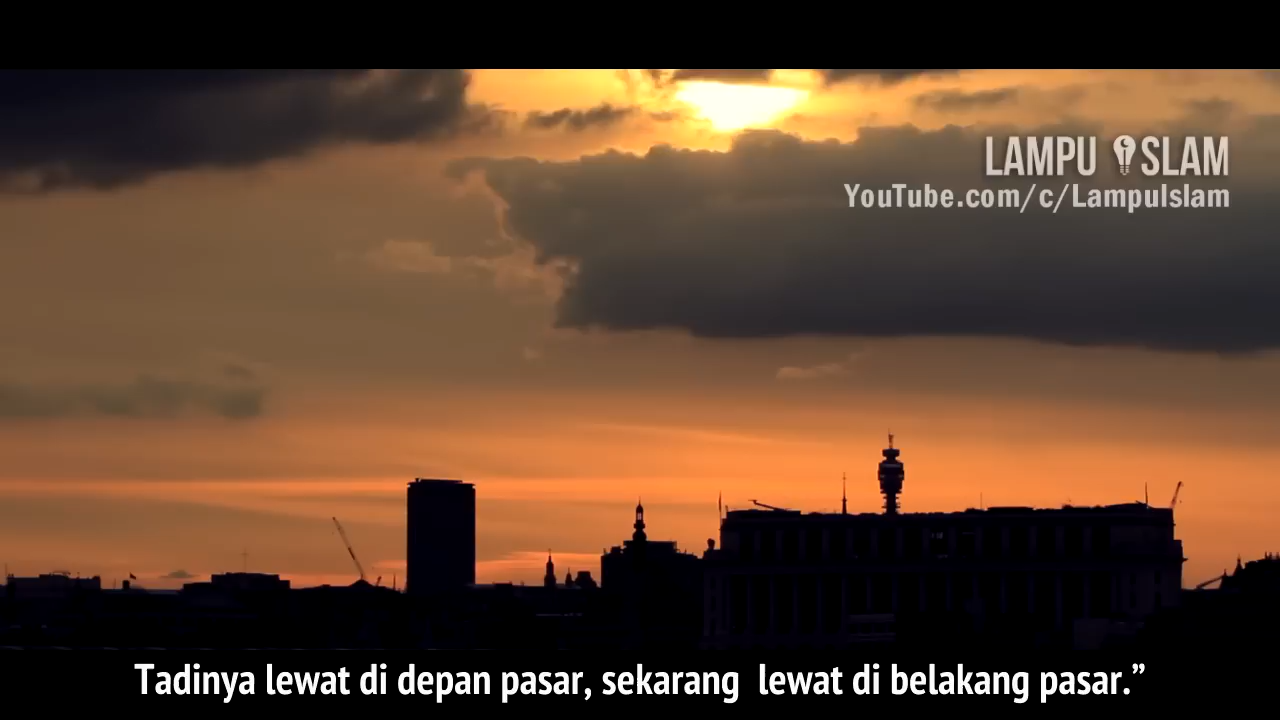 LAMPU ISLAM
YouTube.com/c/LampuIslam
Tadinya lewat di depan pasar, sekarang lewat di belakang pasar.”